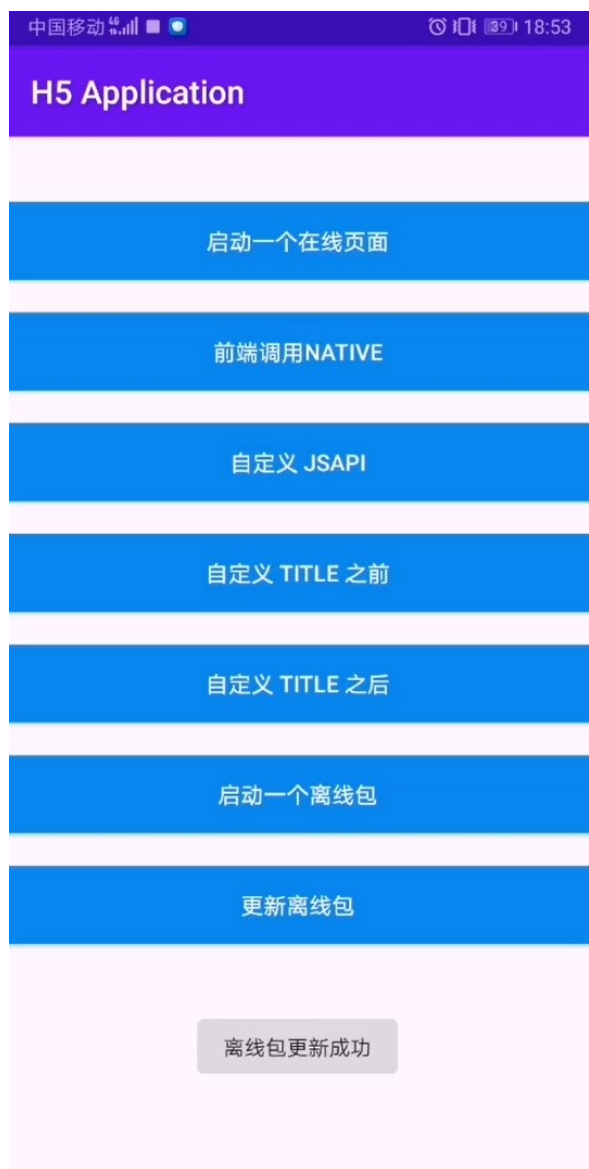 中国移动 4G 39 18:53
H5 Application
启动一个在线页面
前端调用NATIVE
自定义 JSAPI
自定义 TITLE 之前
自定义 TITLE 之后
启动一个离线包
更新离线包
离线包更新成功